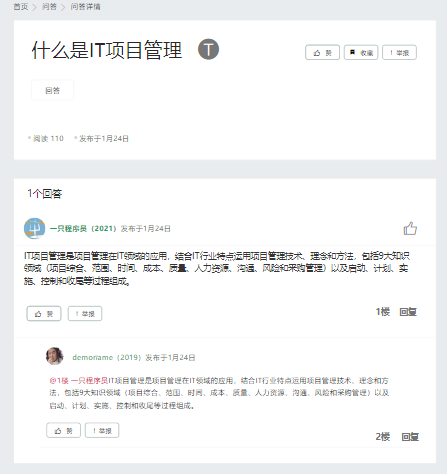 首页 > 问答 > 问答详情
什么是IT项目管理 T
赞 收藏 ! 举报
回答
阅读 110 发布于1月24日
1个回答
一只程序员（2021）发布于1月24日
IT项目管理是项目管理在IT领域的应用，结合IT行业特点运用项目管理技术、理念和方法，包括9大知识
领域（项目综合、范围、时间、成本、质量、人力资源、沟通、风险和采购管理）以及启动、计划、实
施、控制和收尾等过程组成。
赞 ! 举报
1楼 回复
demoname（2019）发布于1月24日
@1楼 一只程序员IT项目管理是项目管理在IT领域的应用，结合IT行业特点运用项目管理技术、理念和方
法，包括9大知识领域（项目综合、范围、时间、成本、质量、人力资源、沟通、风险和采购管理）以及
启动、计划、实施、控制和收尾等过程组成。
赞 ! 举报
2楼 回复